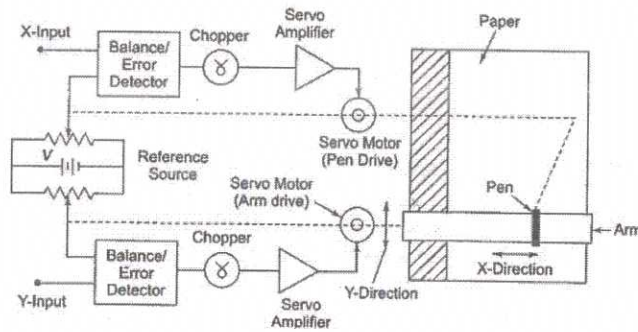 X-Input
Balance/
Error
Detector
Chopper
Servo
Amplifier
Paper
Servo Motor
(Pen Drive)
V
Reference
Source
Servo Motor
(Arm drive)
Pen
Arm
X-Direction
Y-Direction
Chopper
Balance/
Error
Detector
Y-Input
Servo
Amplifier